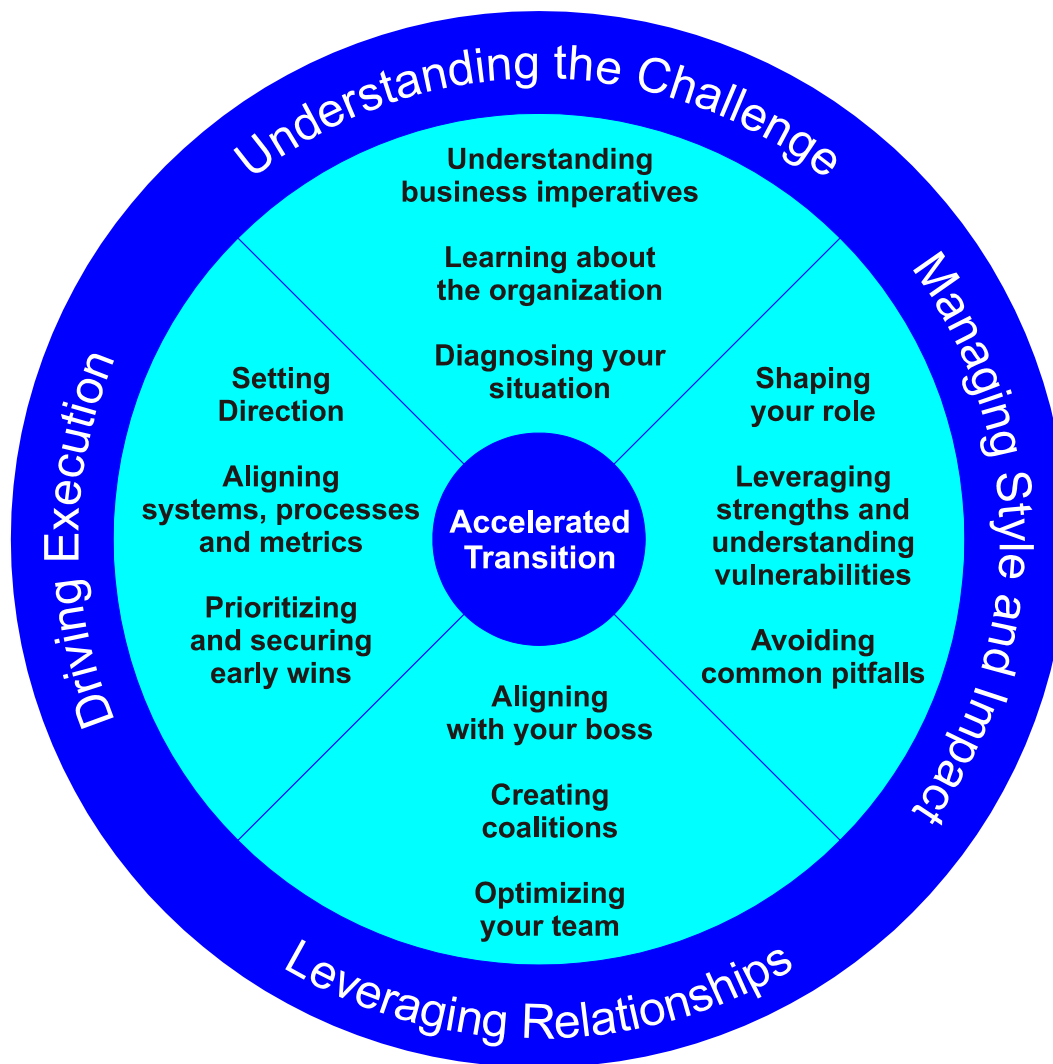 Understanding the Challenge
Understanding
business imperatives
Learning about
the organization
Diagnosing your
situation
Managing Style and Impact
Shaping
your role
Leveraging
strengths and
understanding
vulnerabilities
Avoiding
common pitfalls
Leveraging Relationships
Aligning
with your boss
Creating
coalitions
Optimizing
your team
Driving Execution
Setting
Direction
Aligning
systems, processes
and metrics
Prioritizing
and securing
early wins
Accelerated
Transition